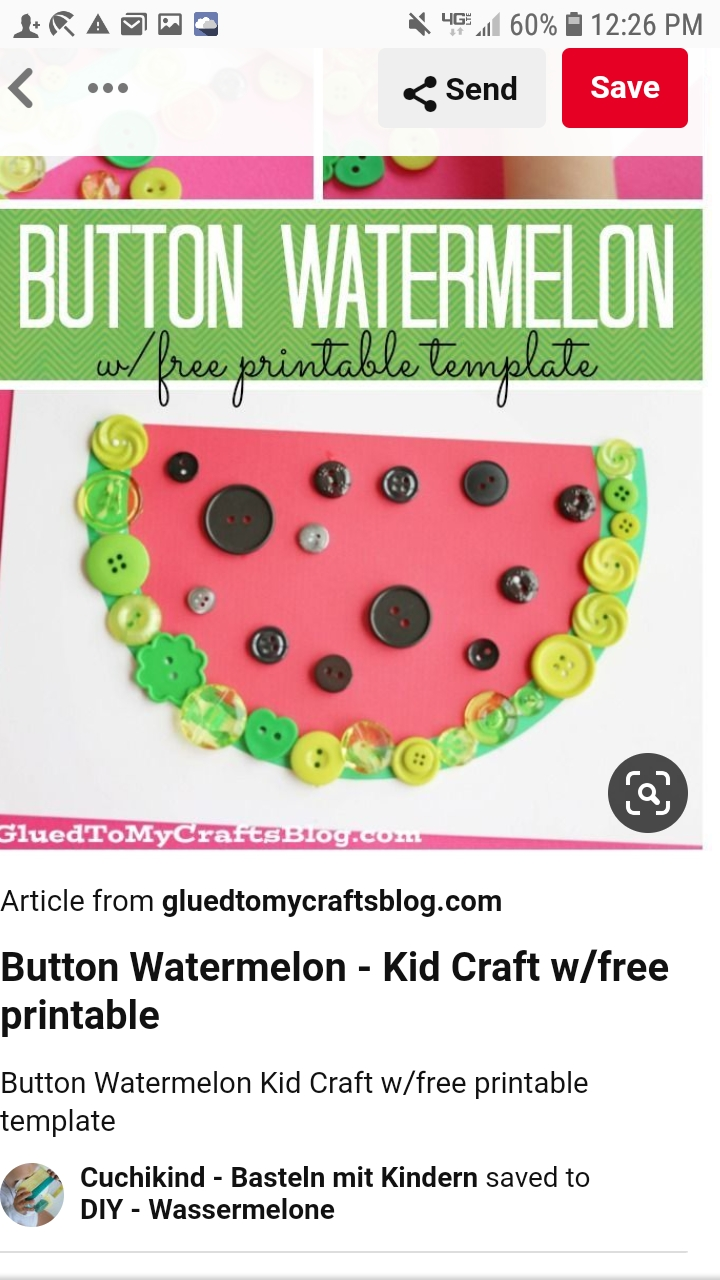 4GE 60% 12:26 PM
Send
Save
BUTTON WATERMELON
w/free printable template
GluedToMyCraftsBlog.com
Article from gluedtomycraftsblog.com
Button Watermelon - Kid Craft w/free
printable
Button Watermelon Kid Craft w/free printable
template
Cuchikind - Basteln mit Kindern saved to
DIY - Wassermelone